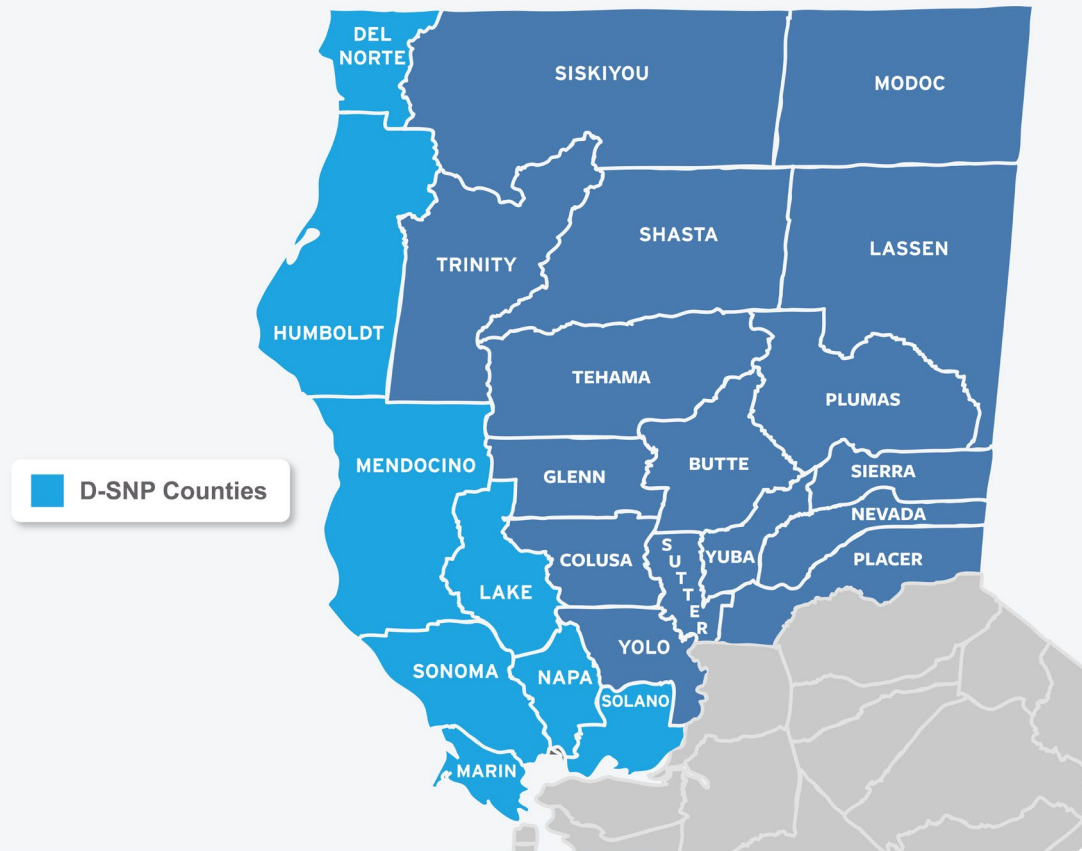 DEL
NORTE
SISKIYOU
MODOC
SHASTA
LASSEN
TRINITY
HUMBOLDT
TEHAMA
PLUMAS
MENDOCINO
GLENN
BUTTE
SIERRA
D-SNP Counties
NEVADA
COLUSA
SUTTER
YUBA
PLACER
LAKE
YOLO
SONOMA
NAPA
SOLANO
MARIN